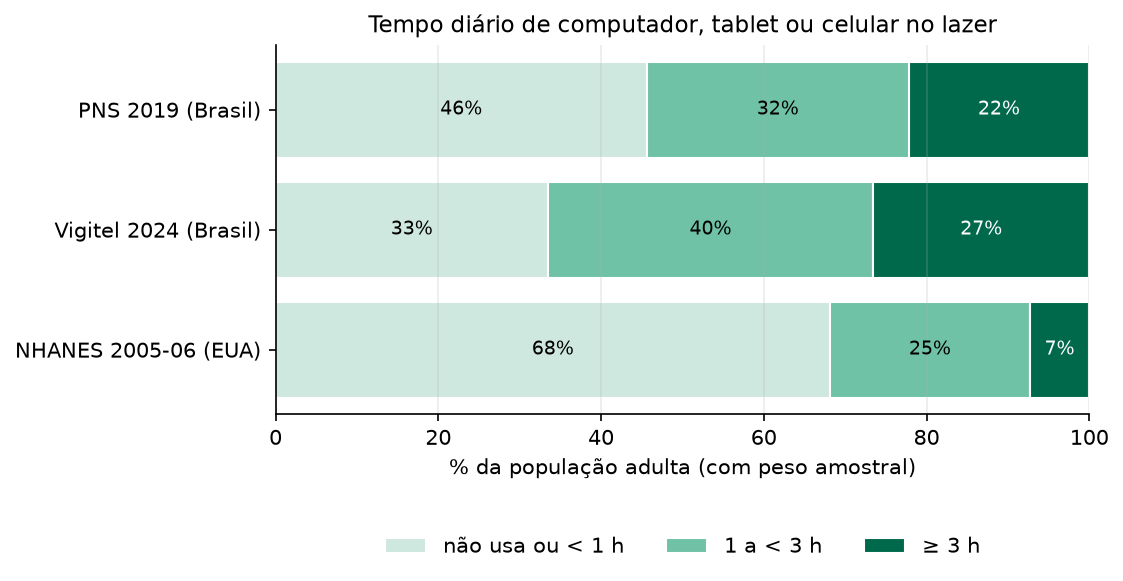 Tempo diário de computador, tablet ou celular no lazer
PNS 2019 (Brasil)
46%
32%
22%
Vigitel 2024 (Brasil)
33%
40%
27%
NHANES 2005-06 (EUA)
68%
25%
7%
0
20
40
60
80
100
% da população adulta (com peso amostral)
não usa ou < 1 h
1 a < 3 h
≥ 3 h